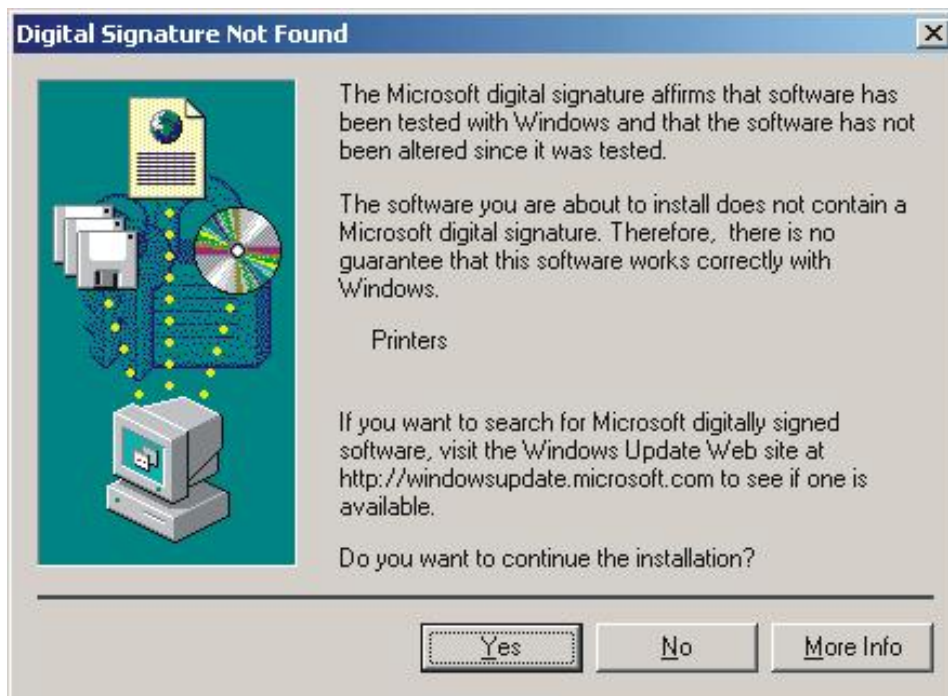 Digital Signature Not Found
The Microsoft digital signature affirms that software has
been tested with Windows and that the software has not
been altered since it was tested.
The software you are about to install does not contain a
Microsoft digital signature. Therefore,  there is no
guarantee that this software works correctly with
Windows.
Printers
If you want to search for Microsoft digitally signed
software, visit the Windows Update Web site at
http://windowsupdate.microsoft.com to see if one is
available.
Do you want to continue the installation?
Yes
No
More Info